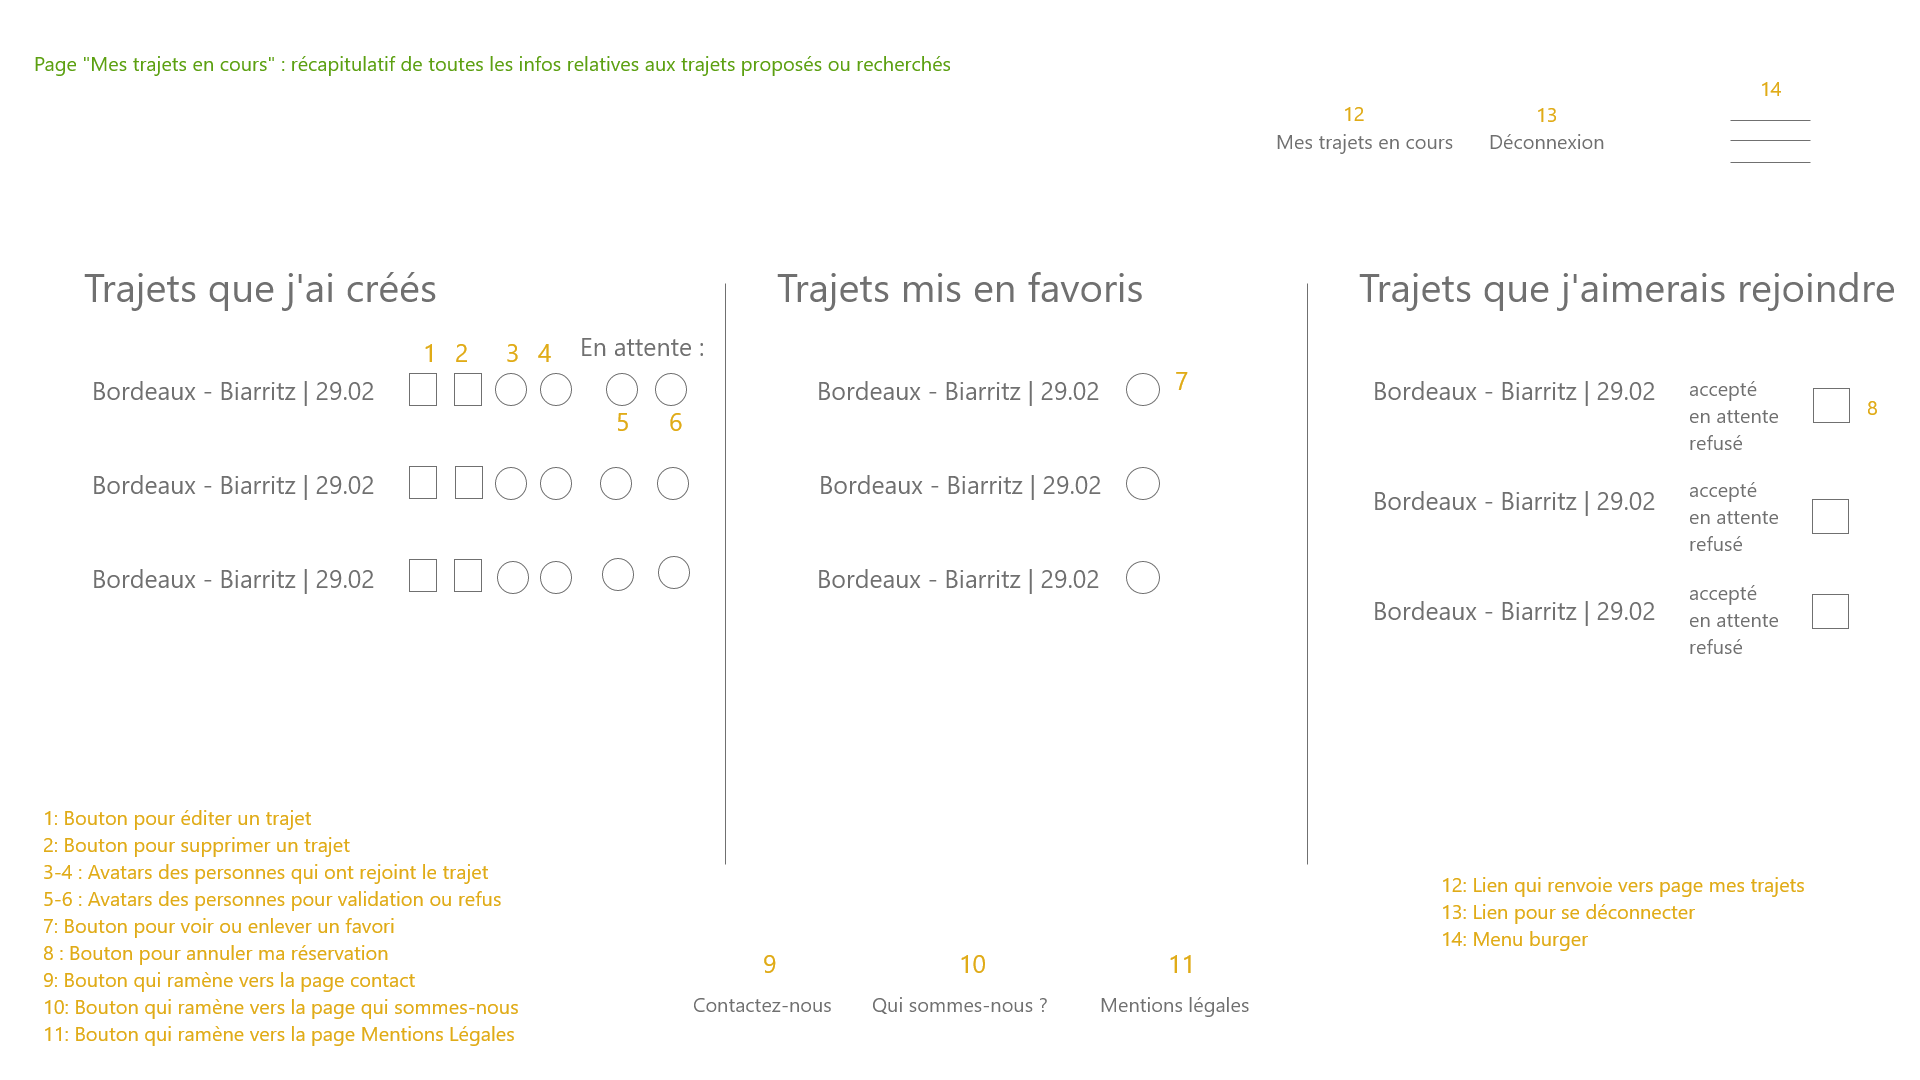 Page "Mes trajets en cours" : récapitulatif de toutes les infos relatives aux trajets proposés ou recherchés
14
12
13
Mes trajets en cours
Déconnexion
Trajets que j'ai créés
1 2 3 4 En attente :
Bordeaux - Biarritz | 29.02
5 6
Bordeaux - Biarritz | 29.02
Bordeaux - Biarritz | 29.02
Trajets mis en favoris
Bordeaux - Biarritz | 29.02 7
Bordeaux - Biarritz | 29.02
Bordeaux - Biarritz | 29.02
Trajets que j'aimerais rejoindre
Bordeaux - Biarritz | 29.02
accepté
en attente
refusé
8
Bordeaux - Biarritz | 29.02
accepté
en attente
refusé
Bordeaux - Biarritz | 29.02
accepté
en attente
refusé
1: Bouton pour éditer un trajet
2: Bouton pour supprimer un trajet
3-4 : Avatars des personnes qui ont rejoint le trajet
5-6 : Avatars des personnes pour validation ou refus
7: Bouton pour voir ou enlever un favori
8 : Bouton pour annuler ma réservation
9: Bouton qui ramène vers la page contact
10: Bouton qui ramène vers la page qui sommes-nous
11: Bouton qui ramène vers la page Mentions Légales
9
Contactez-nous
10
Qui sommes-nous ?
11
Mentions légales
12: Lien qui renvoie vers page mes trajets
13: Lien pour se déconnecter
14: Menu burger